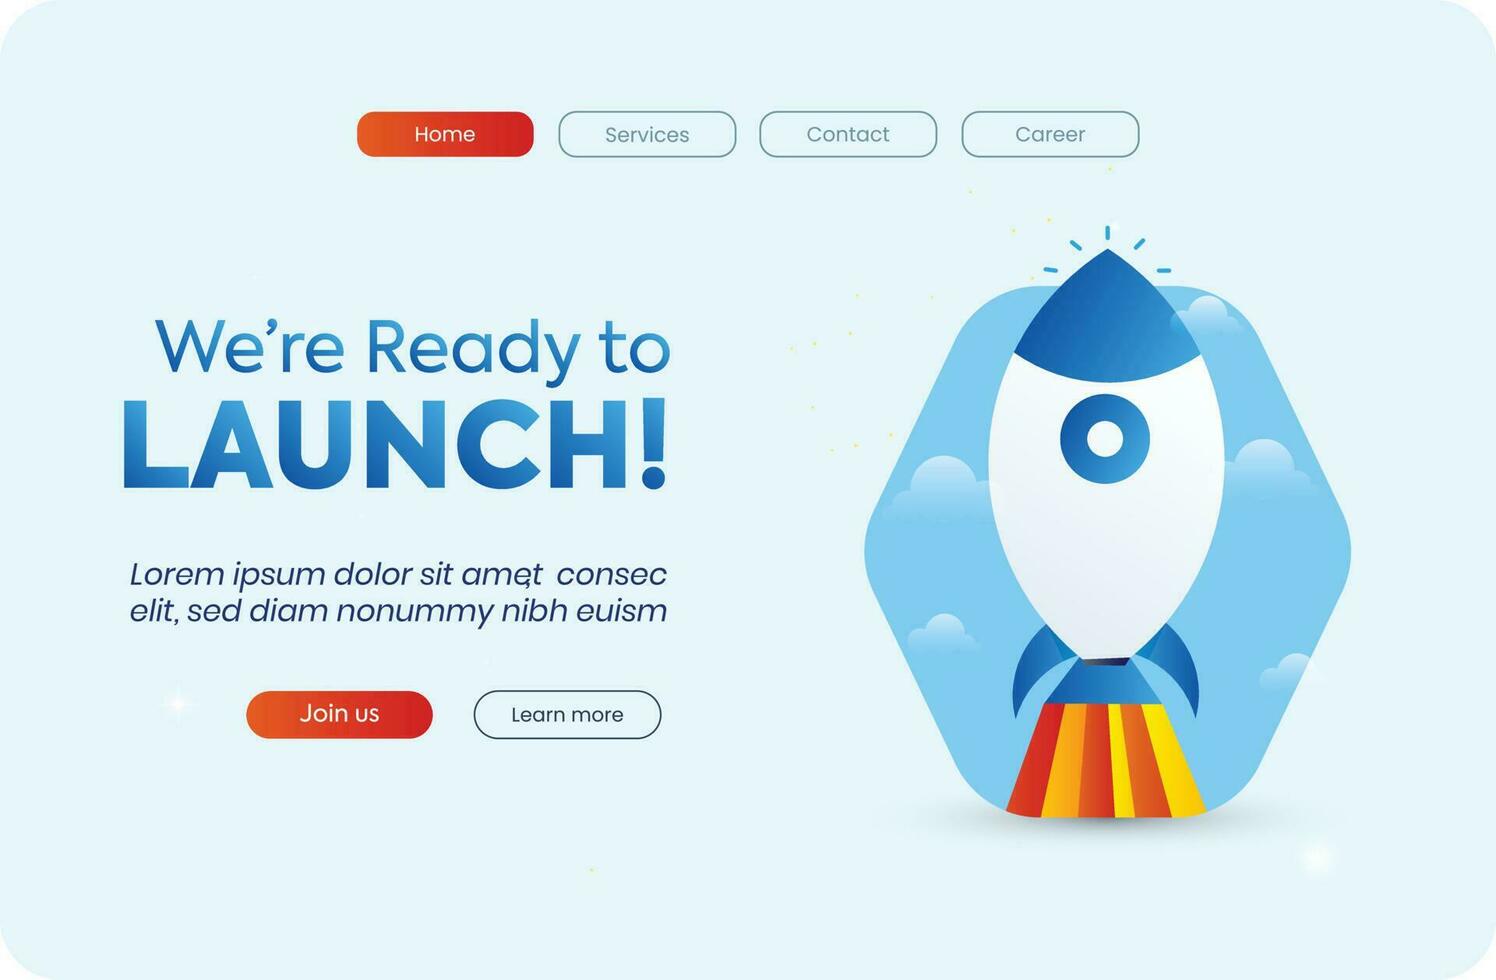 Home
Services
Contact
Career
We're Ready to
LAUNCH!
Lorem ipsum dolor sit amet, consec
elit, sed diam nonummy nibh euism
Join us
Learn more